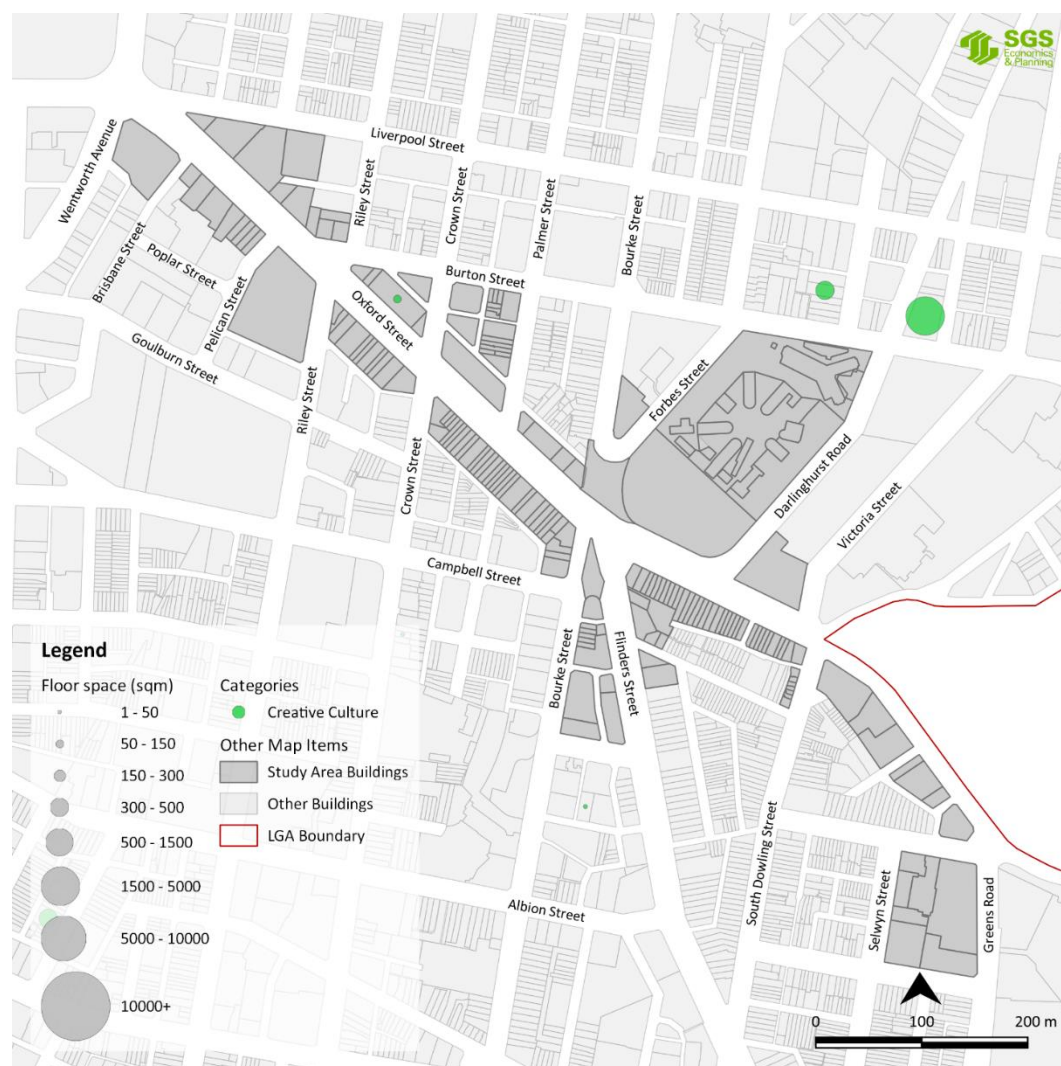 SGS
Economics
& Planning
Wentworth Avenue
Liverpool Street
Riley Street
Crown Street
Palmer Street
Bourke Street
Brisbane Street
Poplar Street
Pelican Street
Goulburn Street
Burton Street
Oxford Street
Riley Street
Crown Street
Forbes Street
Darlinghurst Road
Victoria Street
Campbell Street
Bourke Street
Flinders Street
South Dowling Street
Albion Street
Selwyn Street
Greens Road
Legend
Floor space (sqm)
1 - 50
50 - 150
150 - 300
300 - 500
500 - 1500
1500 - 5000
5000 - 10000
10000+
Categories
Creative Culture
Other Map Items
Study Area Buildings
Other Buildings
LGA Boundary
0 100 200 m